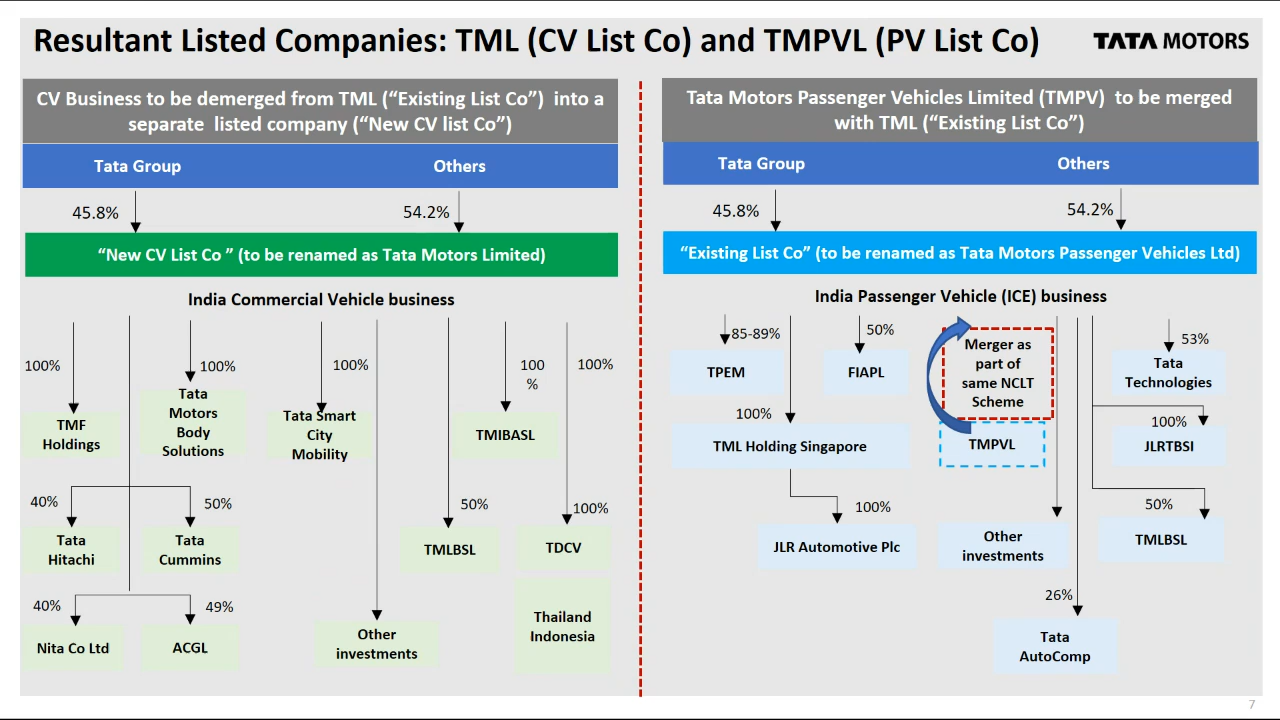 Resultant Listed Companies: TML (CV List Co) and TMPVL (PV List Co)
TATA MOTORS
CV Business to be demerged from TML (“Existing List Co”) into a
separate listed company (“New CV list Co”)
Tata Group
Others
45.8%
54.2%
“New CV List Co ” (to be renamed as Tata Motors Limited)
India Commercial Vehicle business
100%
100%
100%
100
%
100%
TMF
Holdings
Tata
Motors
Body
Solutions
Tata Smart
City
Mobility
TMIBASL
40%
50%
50%
100%
Tata
Hitachi
Tata
Cummins
TMLBSL
TDCV
40%
49%
Nita Co Ltd
ACGL
Other
investments
Thailand
Indonesia
Tata Motors Passenger Vehicles Limited (TMPV) to be merged
with TML (“Existing List Co”)
Tata Group
Others
45.8%
54.2%
“Existing List Co” (to be renamed as Tata Motors Passenger Vehicles Ltd)
India Passenger Vehicle (ICE) business
85-89%
50%
53%
TPEM
FIAPL
Merger as
part of
same NCLT
Scheme
Tata
Technologies
100%
100%
TML Holding Singapore
TMPVL
JLRTBSI
100%
50%
JLR Automotive Plc
Other
investments
TMLBSL
26%
Tata
AutoComp
7